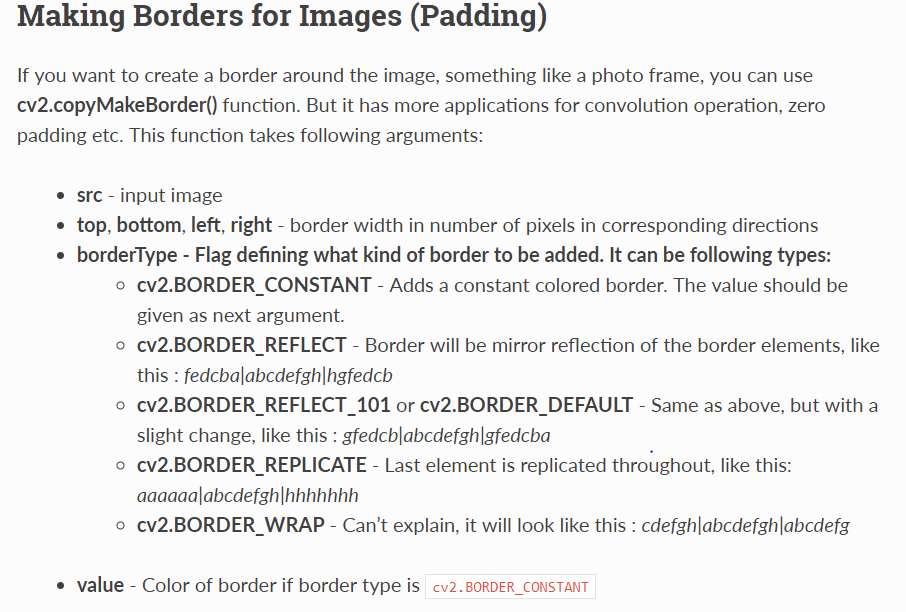 Making Borders for Images (Padding)
If you want to create a border around the image, something like a photo frame, you can use
cv2.copyMakeBorder() function. But it has more applications for convolution operation, zero
padding etc. This function takes following arguments:
• src - input image
• top, bottom, left, right - border width in number of pixels in corresponding directions
• borderType - Flag defining what kind of border to be added. It can be following types:
○ cv2.BORDER_CONSTANT - Adds a constant colored border. The value should be
given as next argument.
○ cv2.BORDER_REFLECT - Border will be mirror reflection of the border elements, like
this : fedcba|abcdefgh|hgfedcb
○ cv2.BORDER_REFLECT_101 or cv2.BORDER_DEFAULT - Same as above, but with a
slight change, like this : gfedcb|abcdefgh|gfedcba
○ cv2.BORDER_REPLICATE - Last element is replicated throughout, like this:
aaaaaa|abcdefgh|hhhhhhh
○ cv2.BORDER_WRAP - Can’t explain, it will look like this : cdefgh|abcdefgh|abcdefg
• value - Color of border if border type is cv2.BORDER_CONSTANT